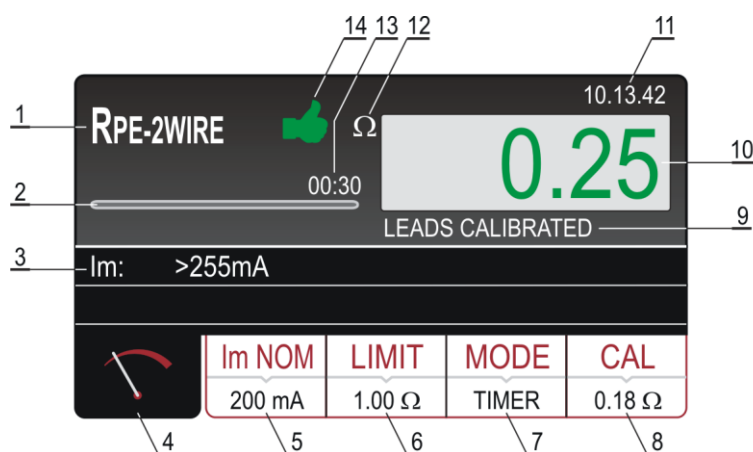 14 13 12 11
10.13.42
1 RPE-2WIRE Ω 0.25 10
00:30
2
LEADS CALIBRATED 9
3 Im: >255mA
Im NOM LIMIT MODE CAL
200 mA 1.00 Ω TIMER 0.18 Ω
4 5 6 7 8